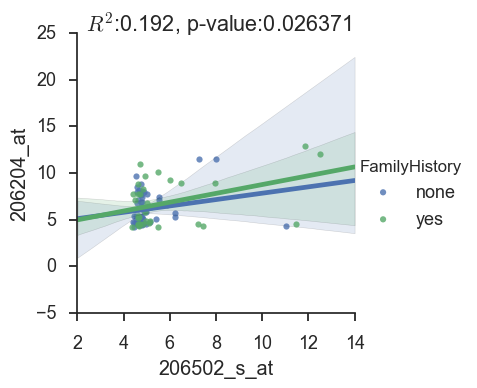 R²:0.192, p-value:0.026371
25
20
15
10
5
0
−5
206204_at
2 4 6 8 10 12 14
206502_s_at
FamilyHistory
none
yes